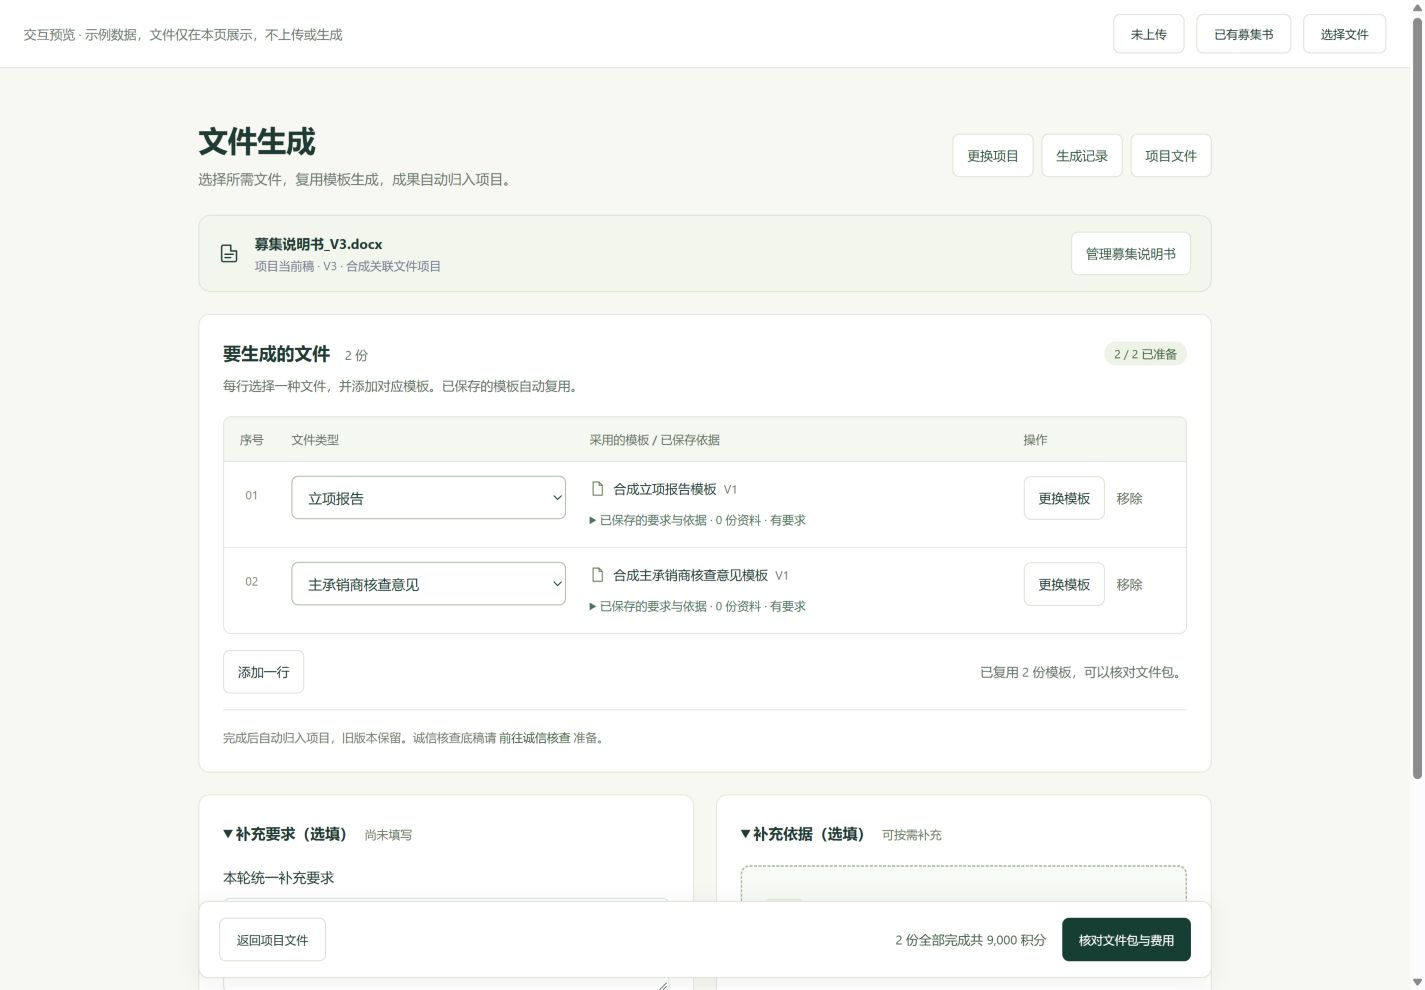 交互预览 · 示例数据，文件仅在本页展示，不上传或生成
未上传
已有募集书
选择文件
文件生成
选择所需文件，复用模板生成，成果自动归入项目。
更换项目
生成记录
项目文件
募集说明书_V3.docx
项目当前稿 · V3 · 合成关联文件项目
管理募集说明书
要生成的文件 2 份
2 / 2 已准备
每行选择一种文件，并添加对应模板。已保存的模板自动复用。
序号 文件类型 采用的模板 / 已保存依据 操作
01 立项报告 合成立项报告模板 V1 更换模板 移除
已保存的要求与依据 · 0 份资料 · 有要求
02 主承销商核查意见 合成主承销商核查意见模板 V1 更换模板 移除
已保存的要求与依据 · 0 份资料 · 有要求
添加一行
已复用 2 份模板，可以核对文件包。
完成后自动归入项目，旧版本保留。诚信核查底稿请 前往诚信核查 准备。
补充要求（选填） 尚未填写
本轮统一补充要求
补充依据（选填） 可按需补充
返回项目文件
2 份全部完成共 9,000 积分
核对文件包与费用